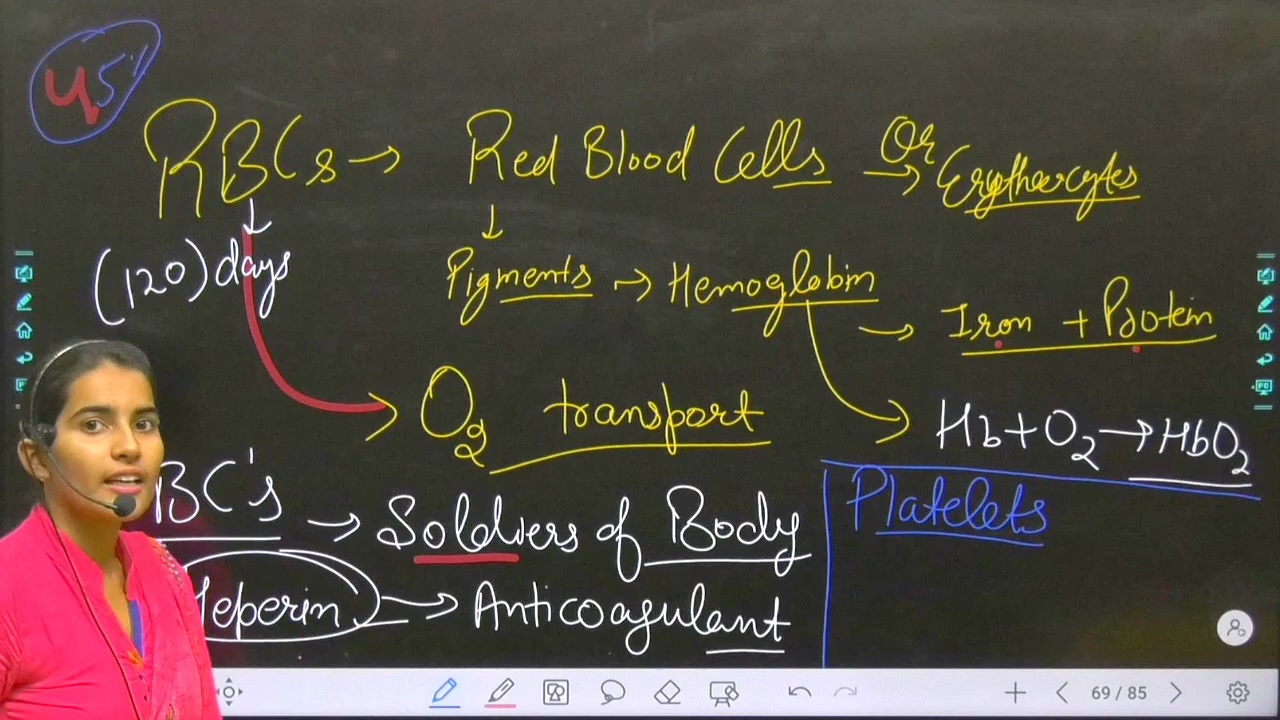 45%
RBCs → Red Blood Cells → Or Erythercytes
(120) days
Pigments → Hemoglobin → Iron + Protein
O2 transport
Hb + O2 → HbO2
BC's → Soldiers of Body
Heperin → Anticoagulant
Platelets
69 / 85